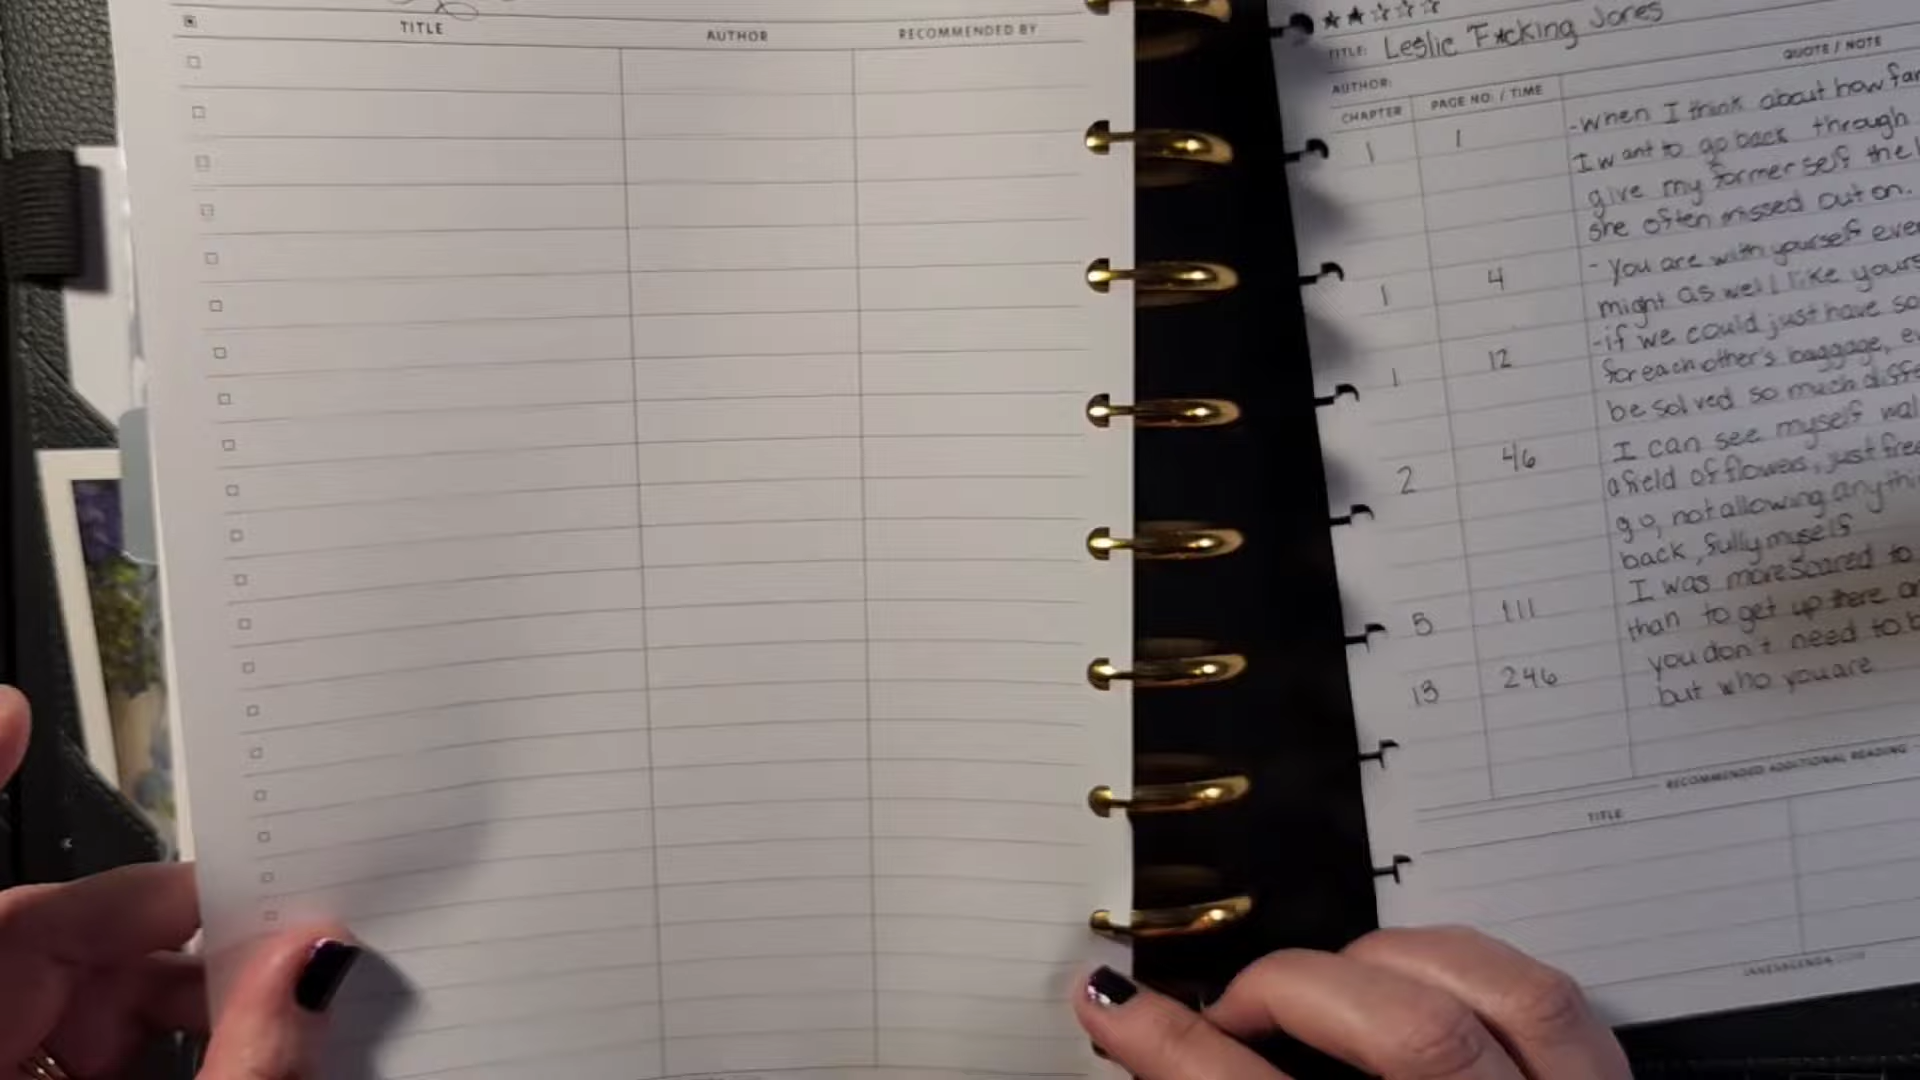 TITLE AUTHOR RECOMMENDED BY
TITLE: Leslie F*cking Jones
QUOTE / NOTE
AUTHOR:
CHAPTER PAGE NO. / TIME
1 1 -when I think about how far
I want to go back through
give my former self the
she often missed out on.
1 4 - You are with yourself
might as well like
-if we could just have
1 12 for each other's baggage,
be solved so much
I can see myself
2 46 a field of flowers, just
go, not allowing
back, fully myself
I was more scared to
5 111 than to get up there
you don't need to
13 246 but who you are
RECOMMENDED ADDITIONAL READING
TITLE
JANESAGENDA.COM